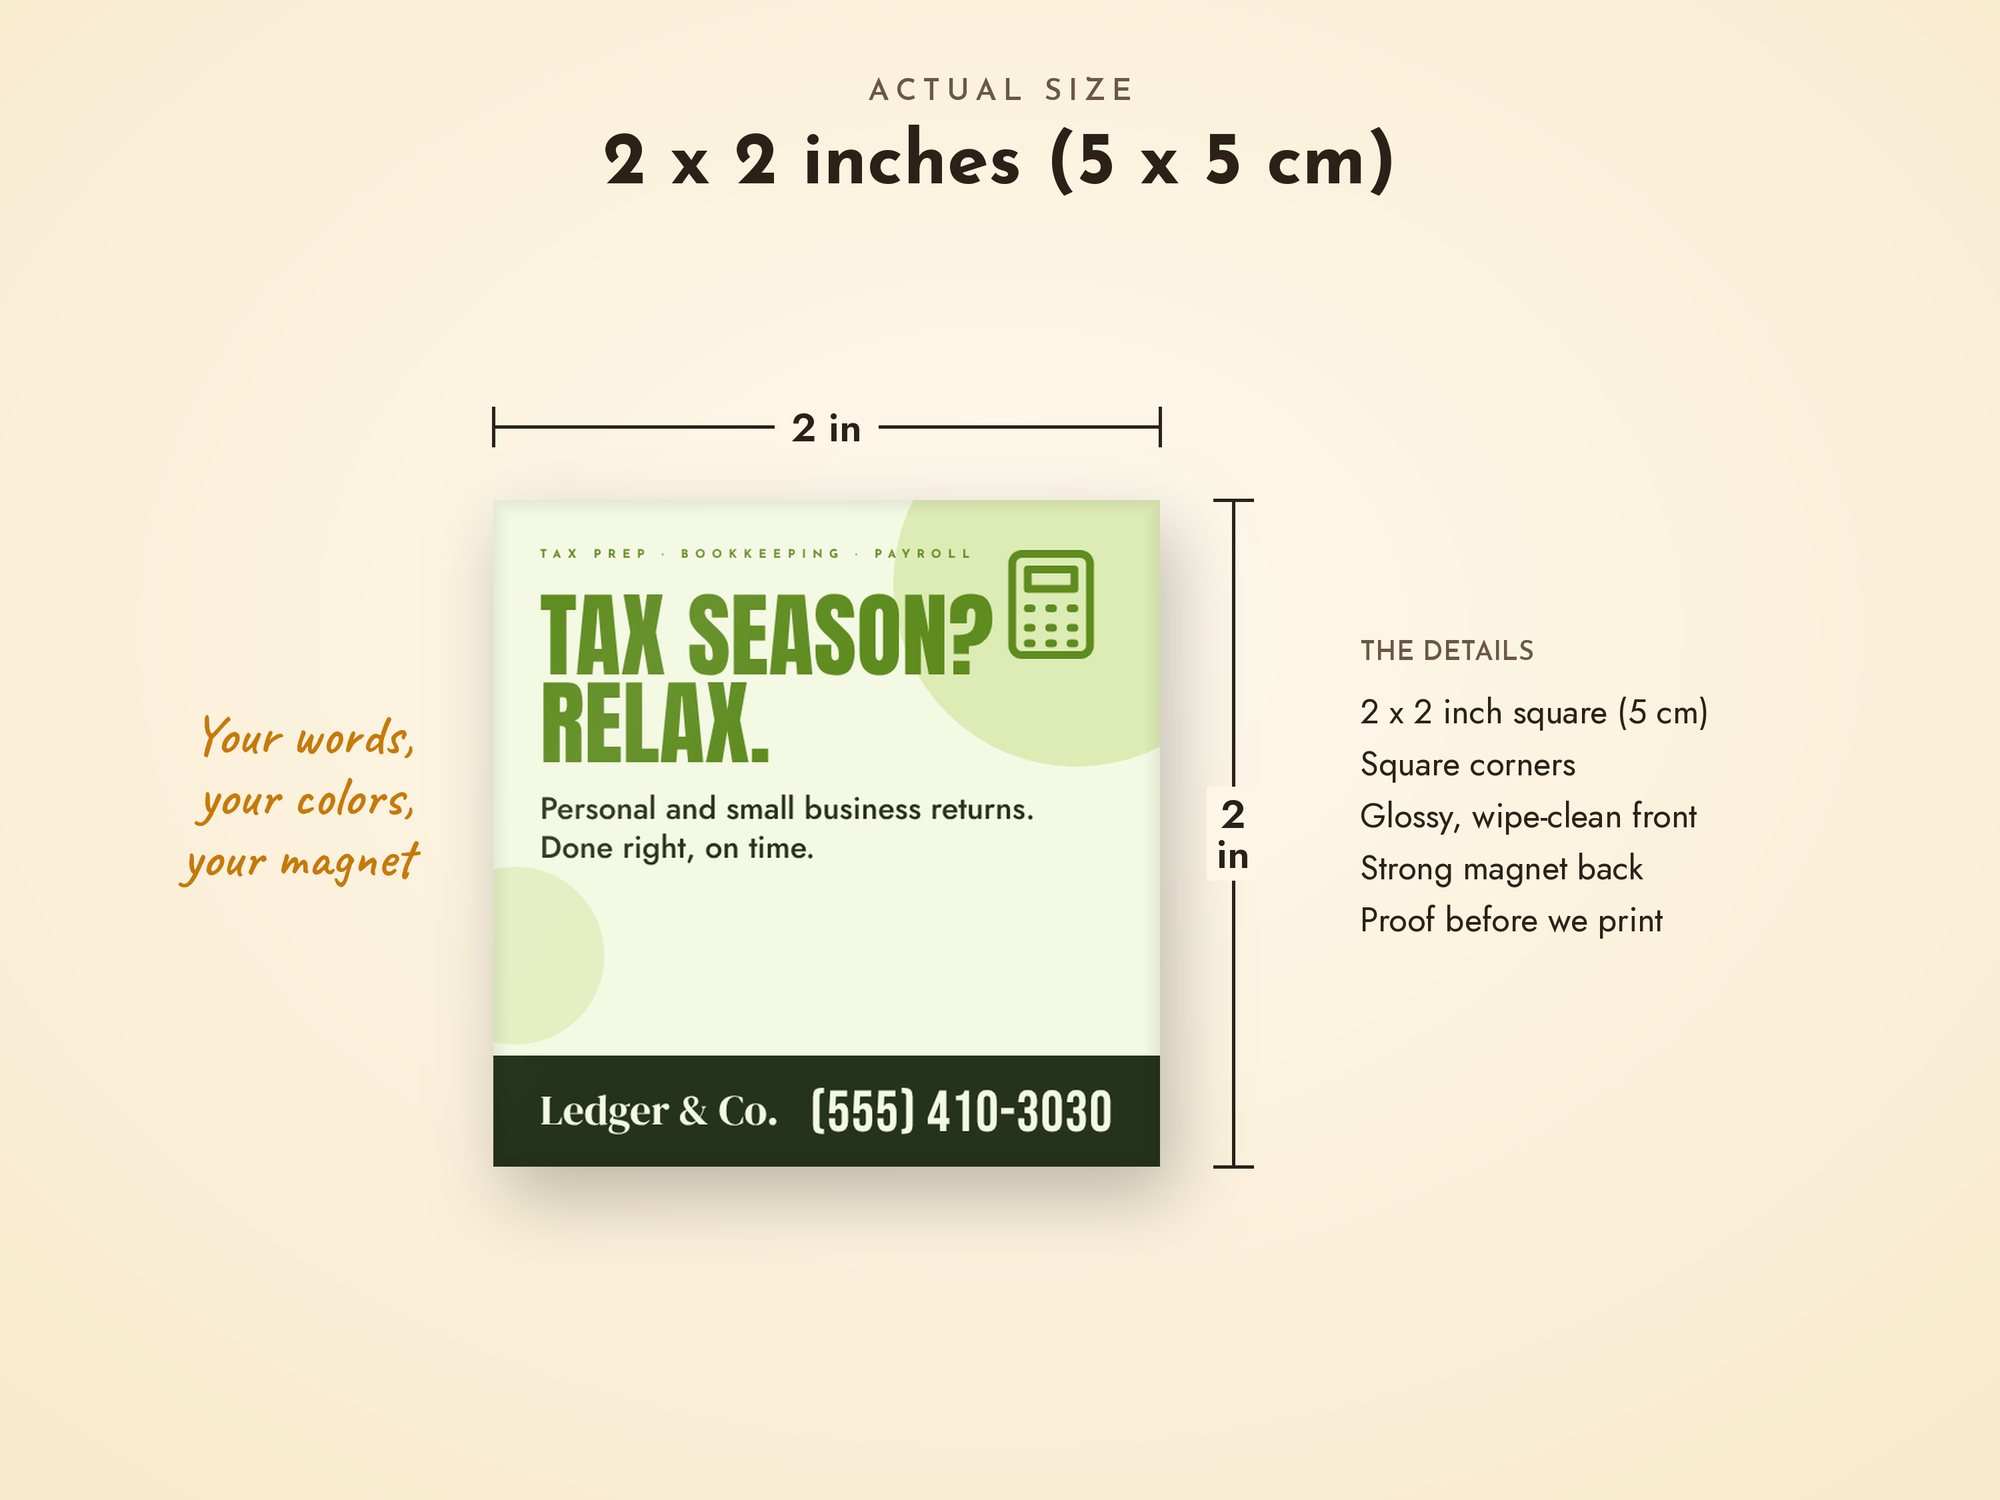 ACTUAL SIZE
2 x 2 inches (5 x 5 cm)
2 in
TAX PREP · BOOKKEEPING · PAYROLL
TAX SEASON?
RELAX.
Personal and small business returns.
Done right, on time.
Ledger & Co. (555) 410-3030
2
in
Your words,
your colors,
your magnet
THE DETAILS
2 x 2 inch square (5 cm)
Square corners
Glossy, wipe-clean front
Strong magnet back
Proof before we print